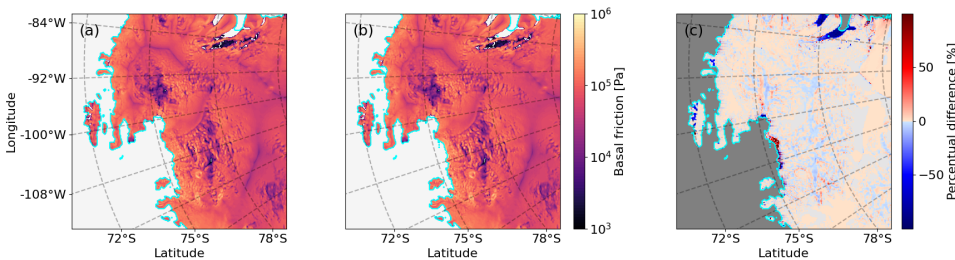 (a)
-84°W
-92°W
-100°W
-108°W
Longitude
72°S 75°S 78°S
Latitude
(b)
72°S 75°S 78°S
Latitude
10⁶
10⁵
10⁴
10³
Basal friction [Pa]
(c)
72°S 75°S 78°S
Latitude
50
0
−50
Percentual difference [%]